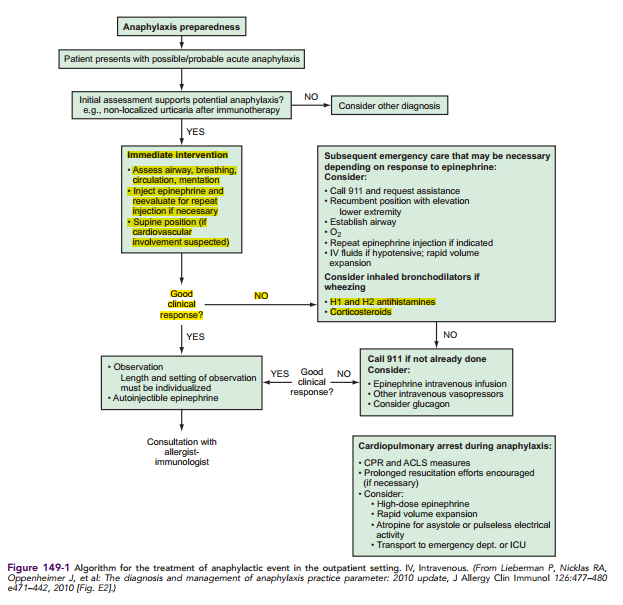 Anaphylaxis preparedness
Patient presents with possible/probable acute anaphylaxis
Initial assessment supports potential anaphylaxis?
e.g., non-localized urticaria after immunotherapy
NO
Consider other diagnosis
YES
Immediate intervention
• Assess airway, breathing,
circulation, mentation
• Inject epinephrine and
reevaluate for repeat
injection if necessary
• Supine position (if
cardiovascular
involvement suspected)
Subsequent emergency care that may be necessary
depending on response to epinephrine:
Consider:
• Call 911 and request assistance
• Recumbent position with elevation
lower extremity
• Establish airway
• O2
• Repeat epinephrine injection if indicated
• IV fluids if hypotensive; rapid volume
expansion
Consider inhaled bronchodilators if
wheezing
• H1 and H2 antihistamines
• Corticosteroids
Good
clinical
response?
NO
YES
NO
• Observation
Length and setting of observation
must be individualized
• Autoinjectible epinephrine
YES
Good
clinical
response?
NO
Call 911 if not already done
Consider:
• Epinephrine intravenous infusion
• Other intravenous vasopressors
• Consider glucagon
Consultation with
allergist-
immunologist
Cardiopulmonary arrest during anaphylaxis:
• CPR and ACLS measures
• Prolonged resucitation efforts encouraged
(if necessary)
• Consider:
• High-dose epinephrine
• Rapid volume expansion
• Atropine for asystole or pulseless electrical
activity
• Transport to emergency dept. or ICU
Figure 149-1 Algorithm for the treatment of anaphylactic event in the outpatient setting. IV, Intravenous. (From Lieberman P, Nicklas RA,
Oppenheimer J, et al: The diagnosis and management of anaphylaxis practice parameter: 2010 update, J Allergy Clin Immunol 126:477–480
e471–442, 2010 [Fig. E2].)